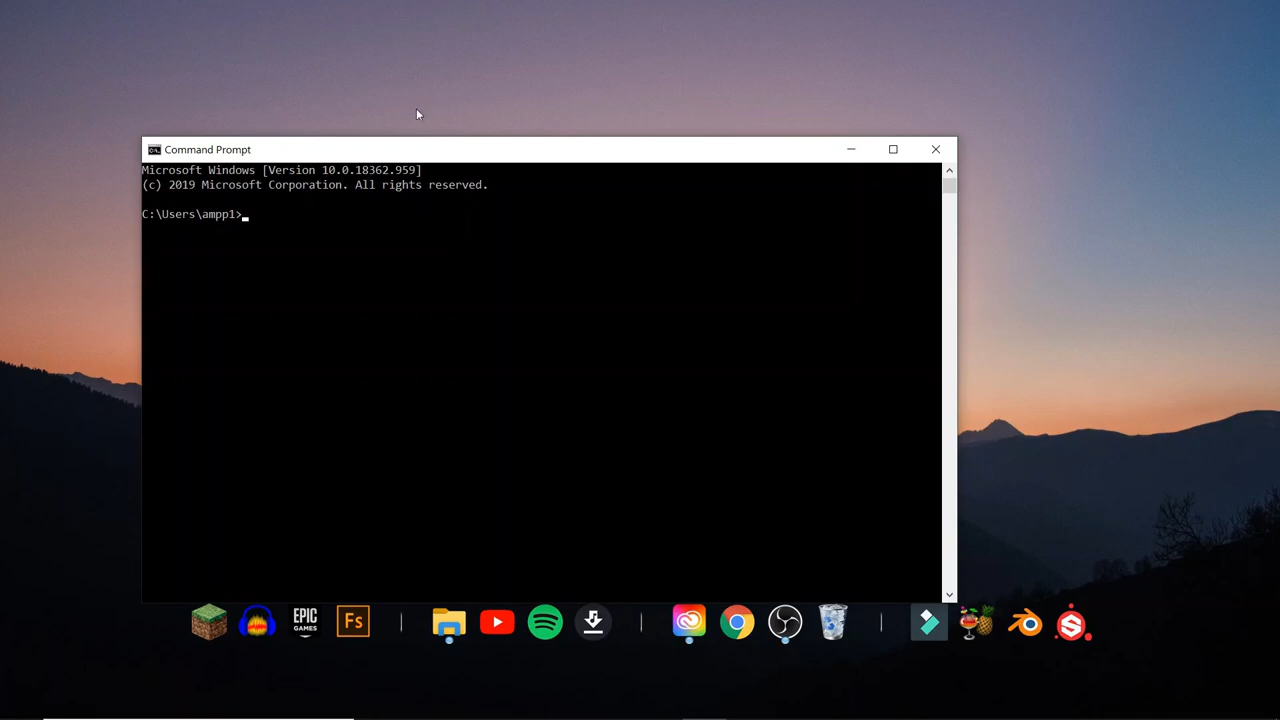 Command Prompt
Microsoft Windows [Version 10.0.18362.959]
(c) 2019 Microsoft Corporation. All rights reserved.
C:\Users\ampp1>
EPIC
GAMES
Fs